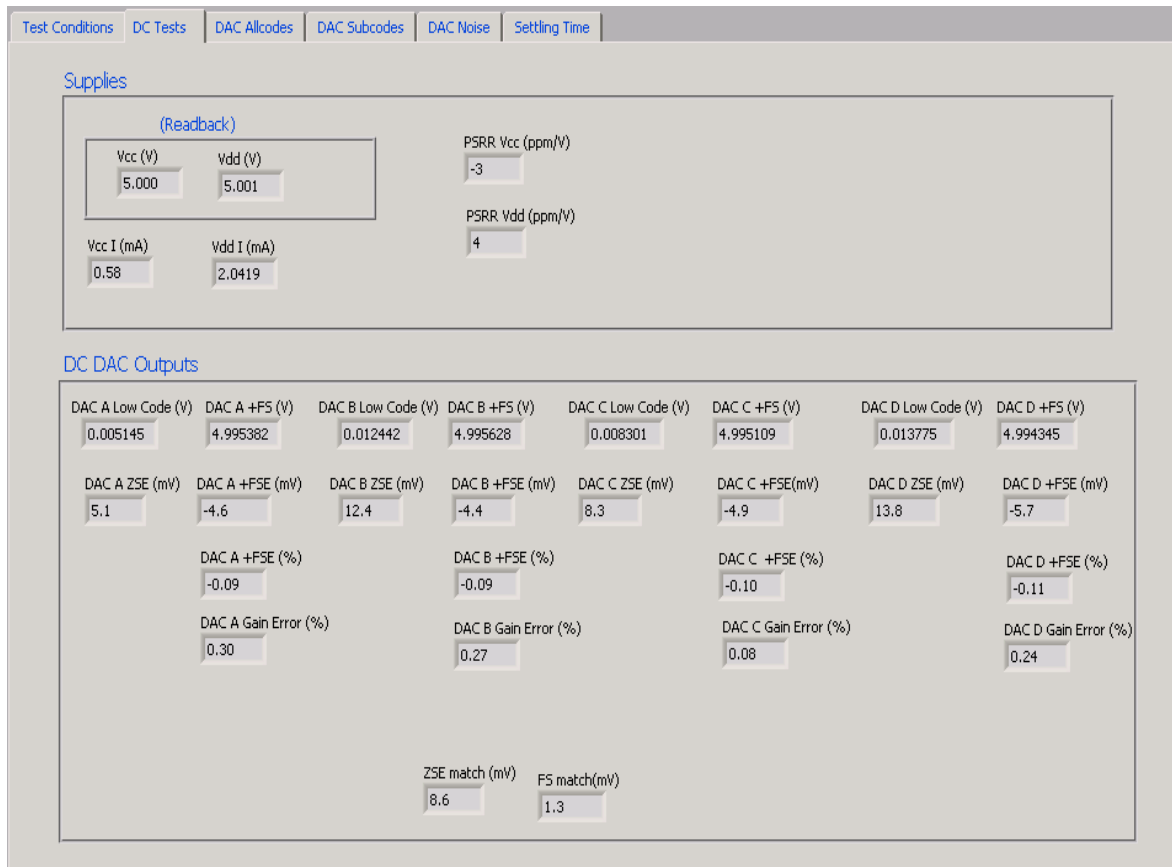 Test Conditions DC Tests DAC Allcodes DAC Subcodes DAC Noise Settling Time
Supplies
(Readback)
Vcc (V) Vdd (V)
5.000 5.001
PSRR Vcc (ppm/V)
-3
PSRR Vdd (ppm/V)
4
Vcc I (mA) Vdd I (mA)
0.58 2.0419
DC DAC Outputs
DAC A Low Code (V) DAC A +FS (V) DAC B Low Code (V) DAC B +FS (V) DAC C Low Code (V) DAC C +FS (V) DAC D Low Code (V) DAC D +FS (V)
0.005145 4.995382 0.012442 4.995628 0.008301 4.995109 0.013775 4.994345
DAC A ZSE (mV) DAC A +FSE (mV) DAC B ZSE (mV) DAC B +FSE (mV) DAC C ZSE (mV) DAC C +FSE(mV) DAC D ZSE (mV) DAC D +FSE (mV)
5.1 -4.6 12.4 -4.4 8.3 -4.9 13.8 -5.7
DAC A +FSE (%) DAC B +FSE (%) DAC C +FSE (%) DAC D +FSE (%)
-0.09 -0.09 -0.10 -0.11
DAC A Gain Error (%) DAC B Gain Error (%) DAC C Gain Error (%) DAC D Gain Error (%)
0.30 0.27 0.08 0.24
ZSE match (mV) FS match(mV)
8.6 1.3